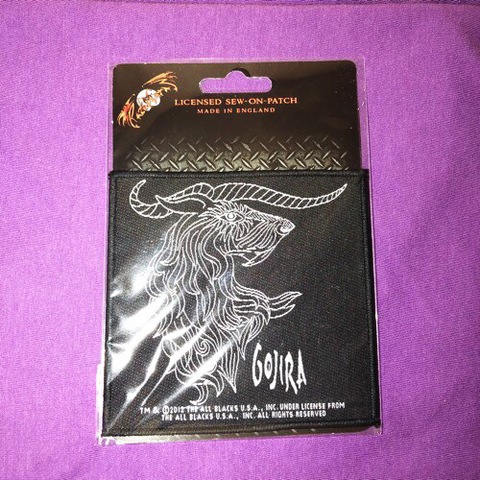 LICENSED SEW-ON-PATCH
MADE IN ENGLAND
GOJIRA
TM & ©2012 THE ALL BLACKS U.S.A., INC. UNDER LICENSE FROM
THE ALL BLACKS U.S.A., INC. ALL RIGHTS RESERVED